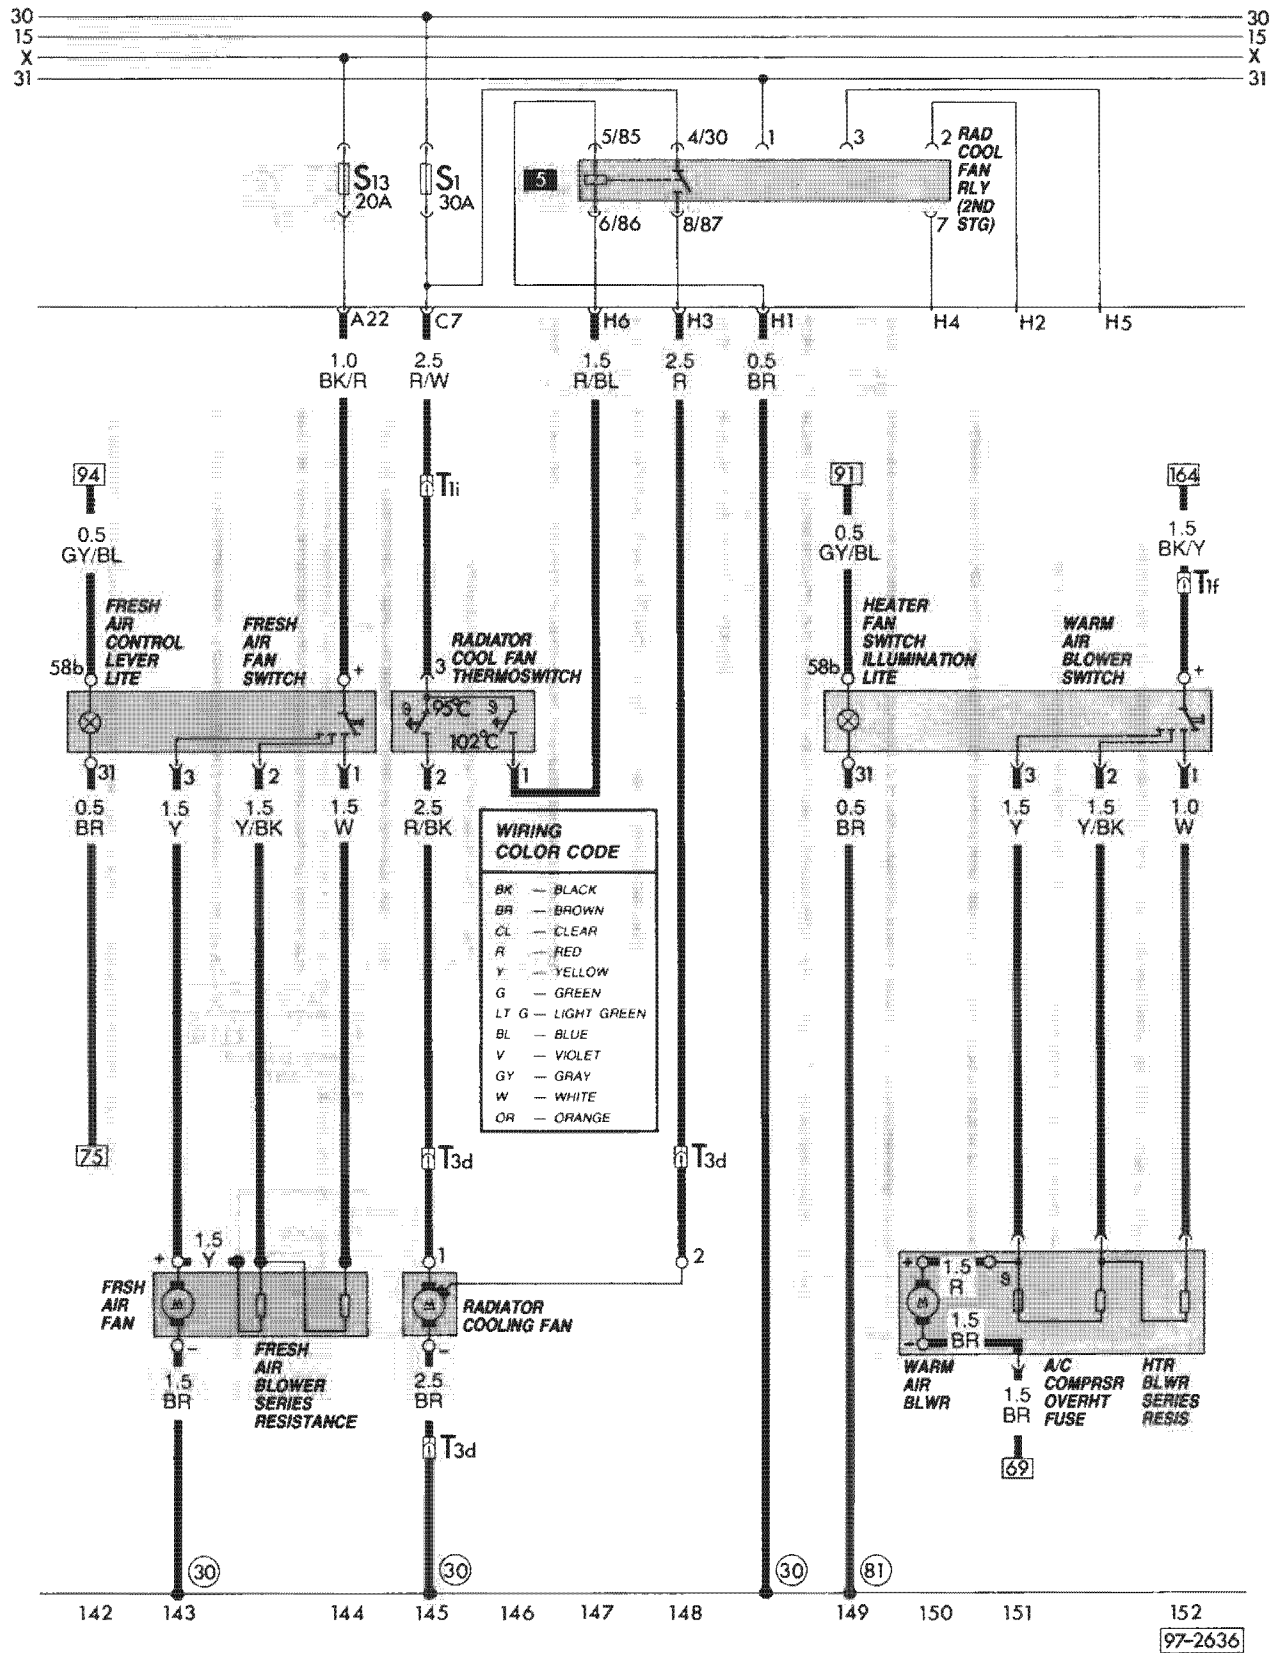 30 30
15 15
X X
31 31
5/85 4/30 1 3 2
RAD
COOL
FAN
RLY
(2ND
STG)
S13
20A
S1
30A
5
6/86 8/87 7
A22 C7 H6 H3 H1 H4 H2 H5
1.0
BK/R
2.5
R/W
1.5
R/BL
2.5
R
0.5
BR
94
T1i
91
164
0.5
GY/BL
0.5
GY/BL
1.5
BK/Y
T1f
FRESH
AIR
CONTROL
LEVER
LITE
FRESH
AIR
FAN
SWITCH
RADIATOR
COOL FAN
THERMOSWITCH
HEATER
FAN
SWITCH
ILLUMINATION
LITE
WARM
AIR
BLOWER
SWITCH
58b + 3 58b +
95°C
102°C
31 3 2 1 2 1 31 3 2 1
0.5
BR
1.5
Y
1.5
Y/BK
1.5
W
2.5
R/BK
0.5
BR
1.5
Y
1.5
Y/BK
1.0
W
WIRING
COLOR CODE
BK — BLACK
BR — BROWN
CL — CLEAR
R — RED
Y — YELLOW
G — GREEN
LT G — LIGHT GREEN
BL — BLUE
V — VIOLET
GY — GRAY
W — WHITE
OR — ORANGE
75
T3d T3d
+ 1.5
Y
1 2
FRSH
AIR
FAN
M
M
RADIATOR
COOLING FAN
+ 1.5
R
M
1.5
BR
-
- -
FRESH
AIR
BLOWER
SERIES
RESISTANCE
1.5
BR
2.5
BR
WARM
AIR
BLWR
1.5
BR
A/C
COMPRSR
OVERHT
FUSE
HTR
BLWR
SERIES
RESIS
T3d
69
30 30 30 81
142 143 144 145 146 147 148 149 150 151 152
97-2636